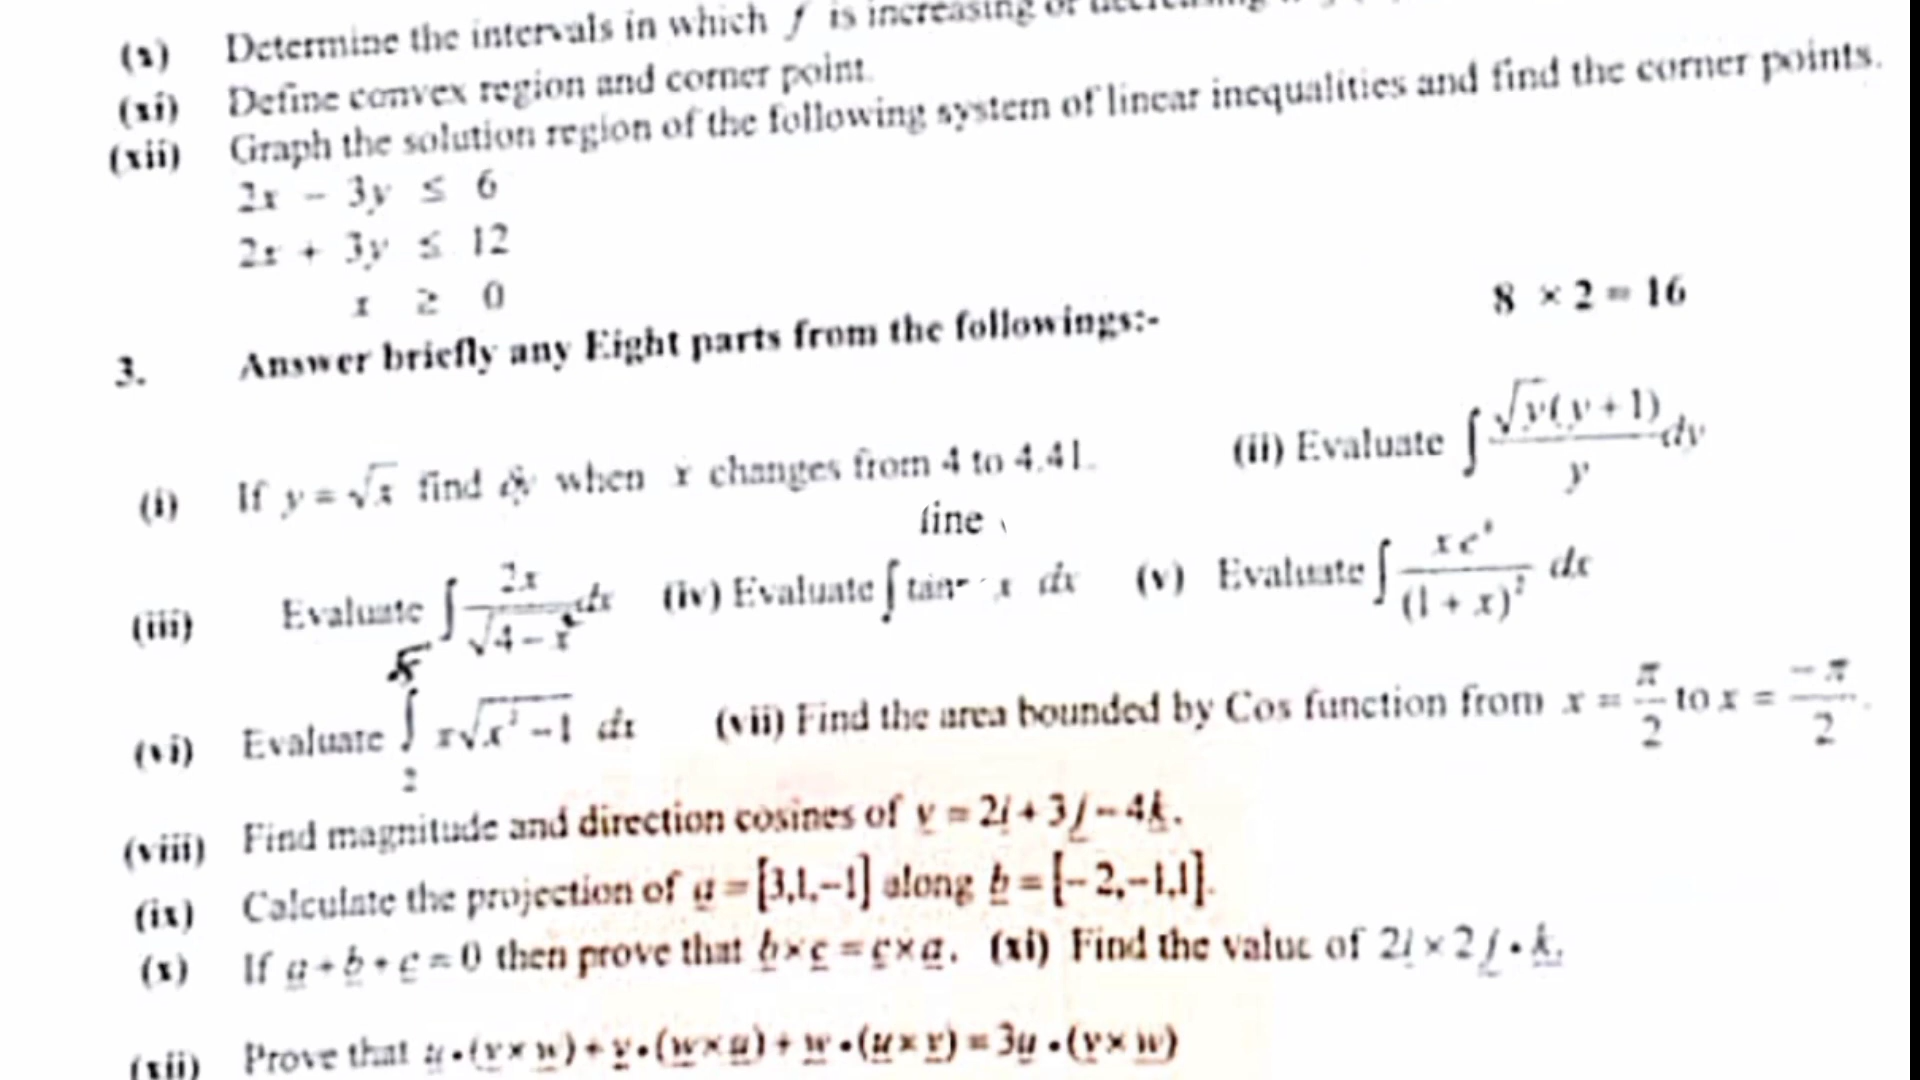 (x) Determine the intervals in which f is increasing or
(xi) Define convex region and corner point.
(xii) Graph the solution region of the following system of linear inequalities and find the corner points.
2x - 3y ≤ 6
2x + 3y ≤ 12
x ≥ 0
3. Answer briefly any Eight parts from the followings:- 8 × 2 = 16
(i) If y = √x find δy when x changes from 4 to 4.41. (ii) Evaluate ∫ √y(y+1)/y dy
line
(iii) Evaluate ∫ 2x/√(4-x²) dx (iv) Evaluate ∫ tan⁻¹ x dx (v) Evaluate ∫ xeˣ/(1+x)² dx
(vi) Evaluate ∫₂ x√(x²-1) dx (vii) Find the area bounded by Cos function from x = π/2 to x = -π/2.
(viii) Find magnitude and direction cosines of v = 2i + 3j - 4k.
(ix) Calculate the projection of a = [3,1,-1] along b = [-2,-1,1].
(x) If a + b + c = 0 then prove that b×c = c×a. (xi) Find the value of 2i × 2j • k.
(xii) Prove that u•(v×w) + v•(w×u) + w•(u×v) = 3u•(v×w)